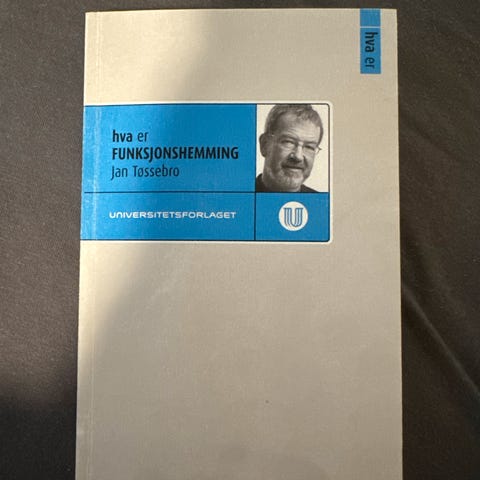 hva er
hva er
FUNKSJONSHEMMING
Jan Tøssebro
UNIVERSITETSFORLAGET
U